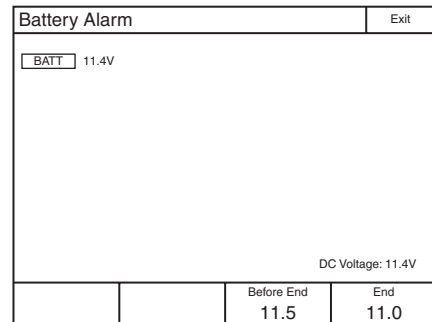 Battery Alarm Exit
BATT 11.4V
DC Voltage: 11.4V
Before End End
11.5 11.0